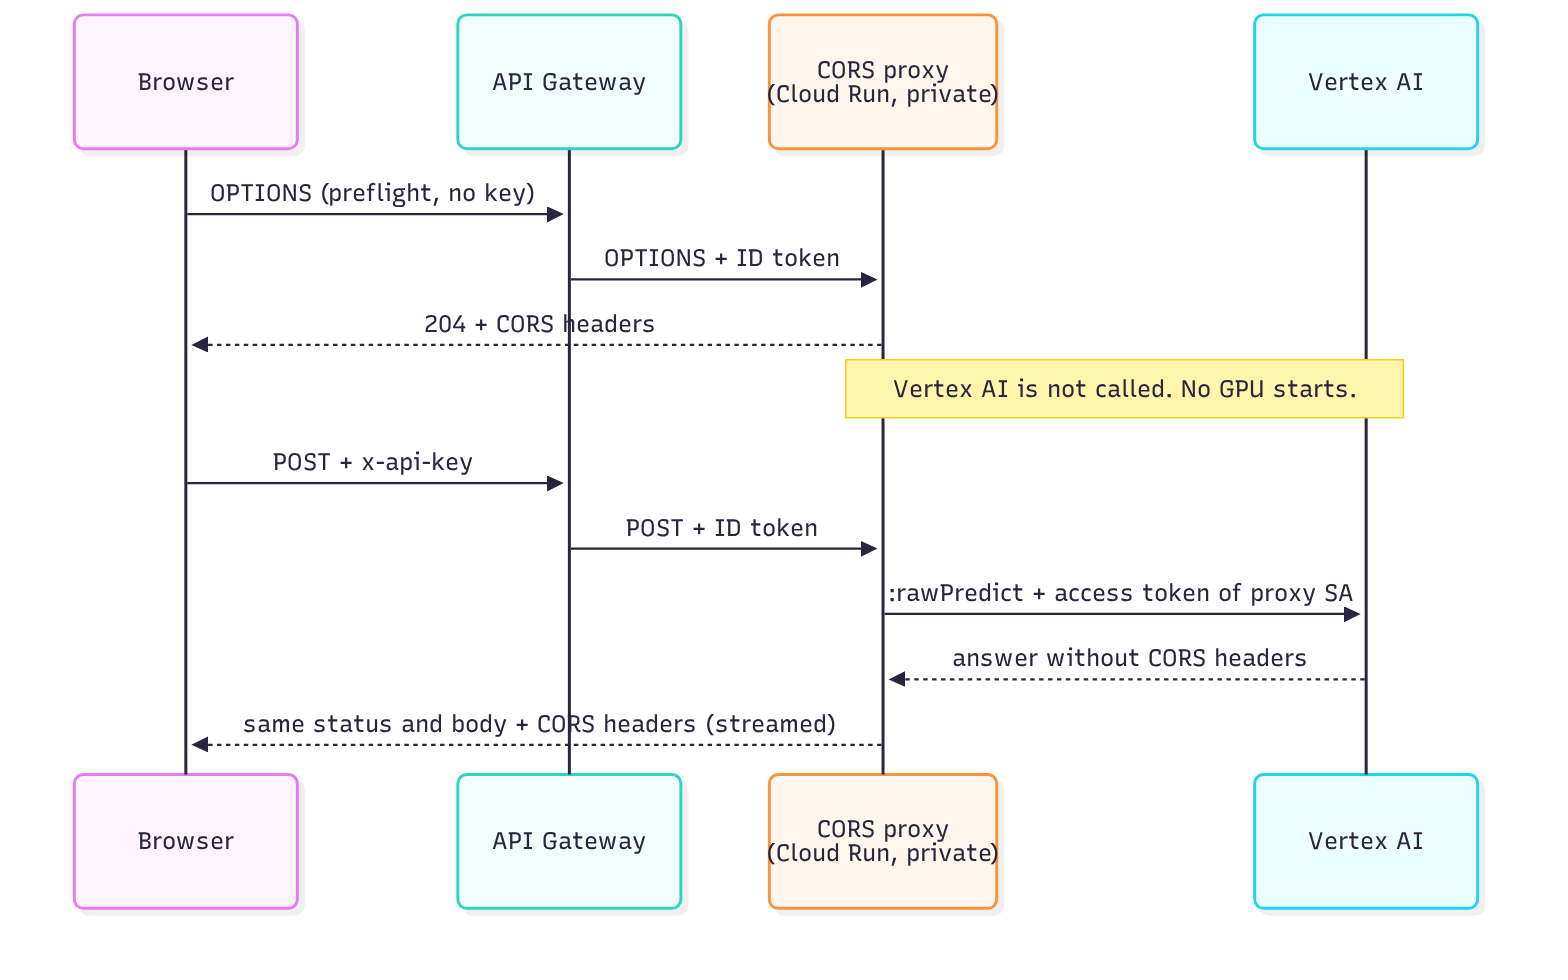 Browser
API Gateway
CORS proxy
(Cloud Run, private)
Vertex AI
OPTIONS (preflight, no key)
OPTIONS + ID token
204 + CORS headers
Vertex AI is not called. No GPU starts.
POST + x-api-key
POST + ID token
:rawPredict + access token of proxy SA
answer without CORS headers
same status and body + CORS headers (streamed)
Browser
API Gateway
CORS proxy
(Cloud Run, private)
Vertex AI